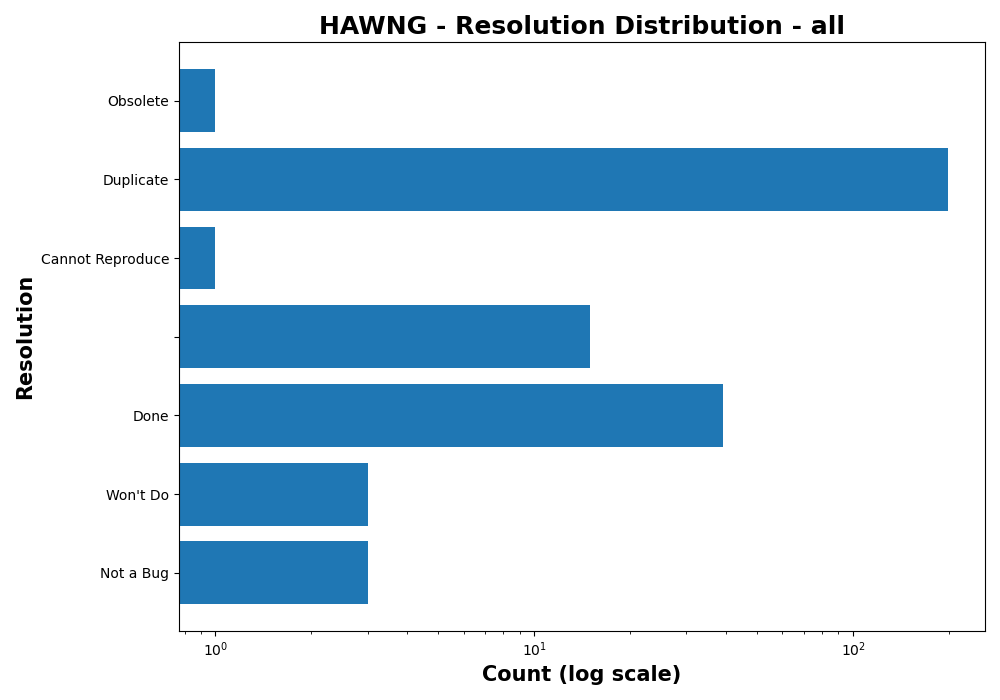 HAWNG - Resolution Distribution - all
Obsolete
Duplicate
Cannot Reproduce
Done
Won't Do
Not a Bug
Resolution
10⁰
10¹
10²
Count (log scale)